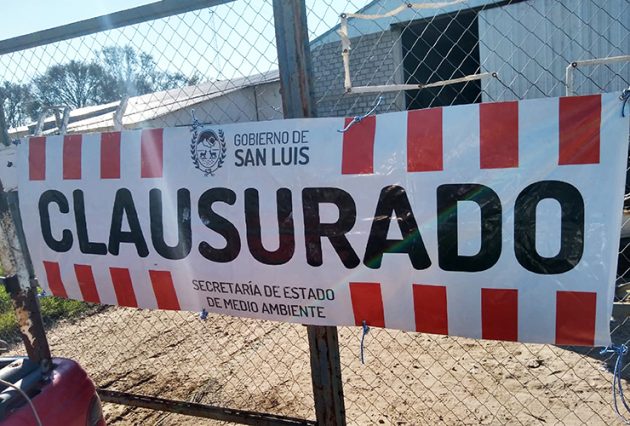 GOBIERNO DE
SAN LUIS
CLAUSURADO
SECRETARÍA DE ESTADO
DE MEDIO AMBIENTE